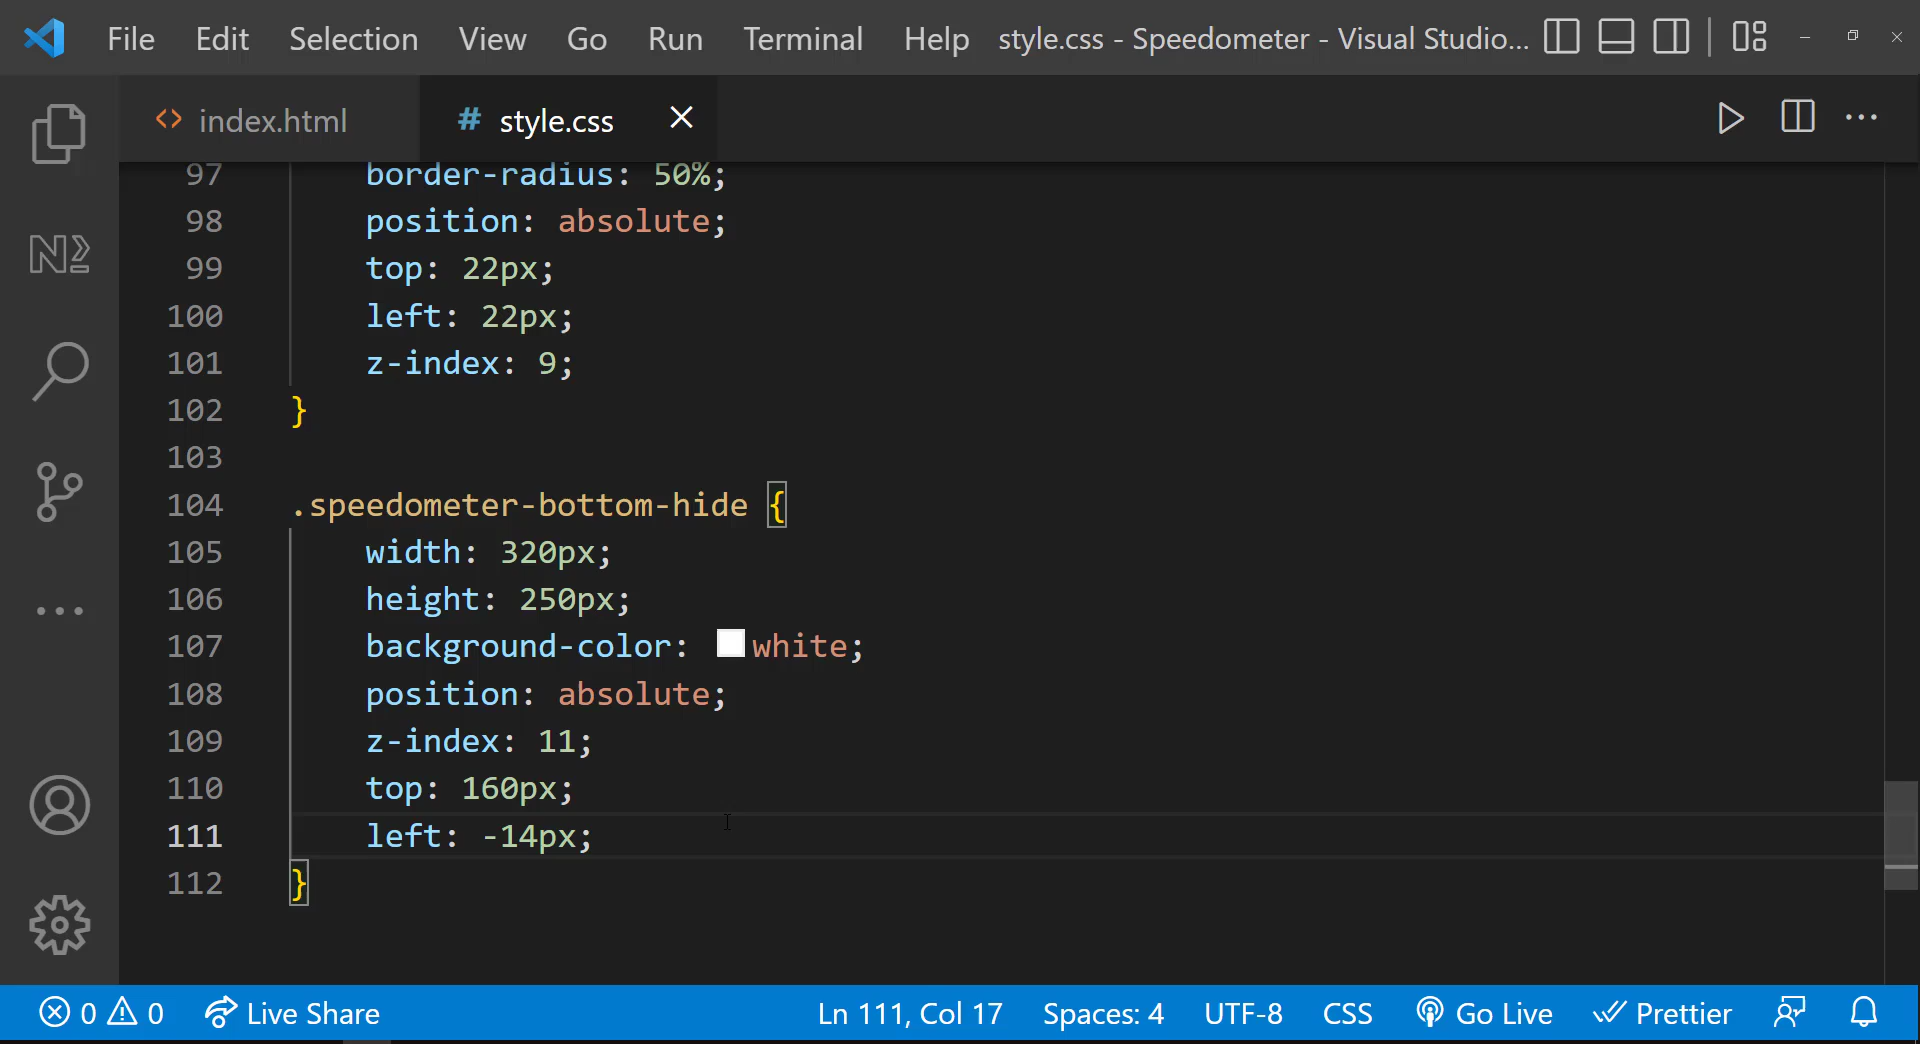 File Edit Selection View Go Run Terminal Help style.css - Speedometer - Visual Studio...
<> index.html # style.css
97 border-radius: 50%;
98 position: absolute;
99 top: 22px;
100 left: 22px;
101 z-index: 9;
102 }
103
104 .speedometer-bottom-hide {
105 width: 320px;
106 height: 250px;
107 background-color: white;
108 position: absolute;
109 z-index: 11;
110 top: 160px;
111 left: -14px;
112 }
0 0 Live Share Ln 111, Col 17 Spaces: 4 UTF-8 CSS Go Live Prettier